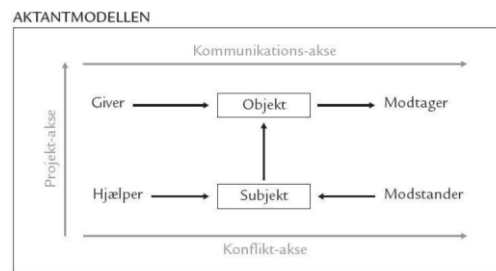 AKTANTMODELLEN
Kommunikations-akse
Giver Objekt Modtager
Projekt-akse
Hjælper Subjekt Modstander
Konflikt-akse